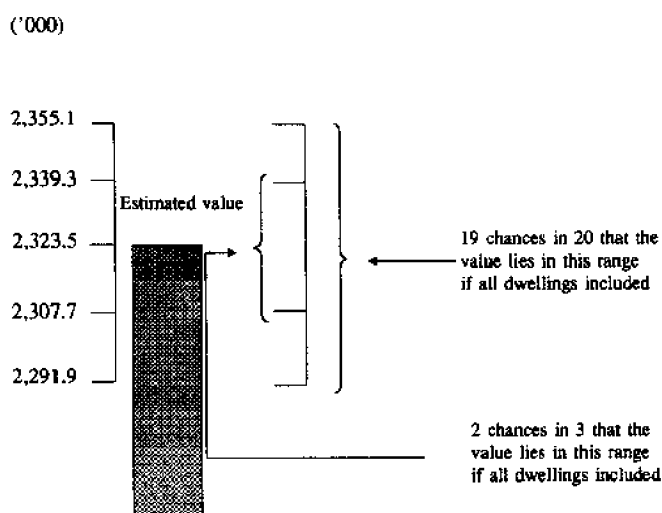 ('000)
2,355.1
2,339.3
Estimated value
2,323.5
19 chances in 20 that the
value lies in this range
if all dwellings included
2,307.7
2,291.9
2 chances in 3 that the
value lies in this range
if all dwellings included